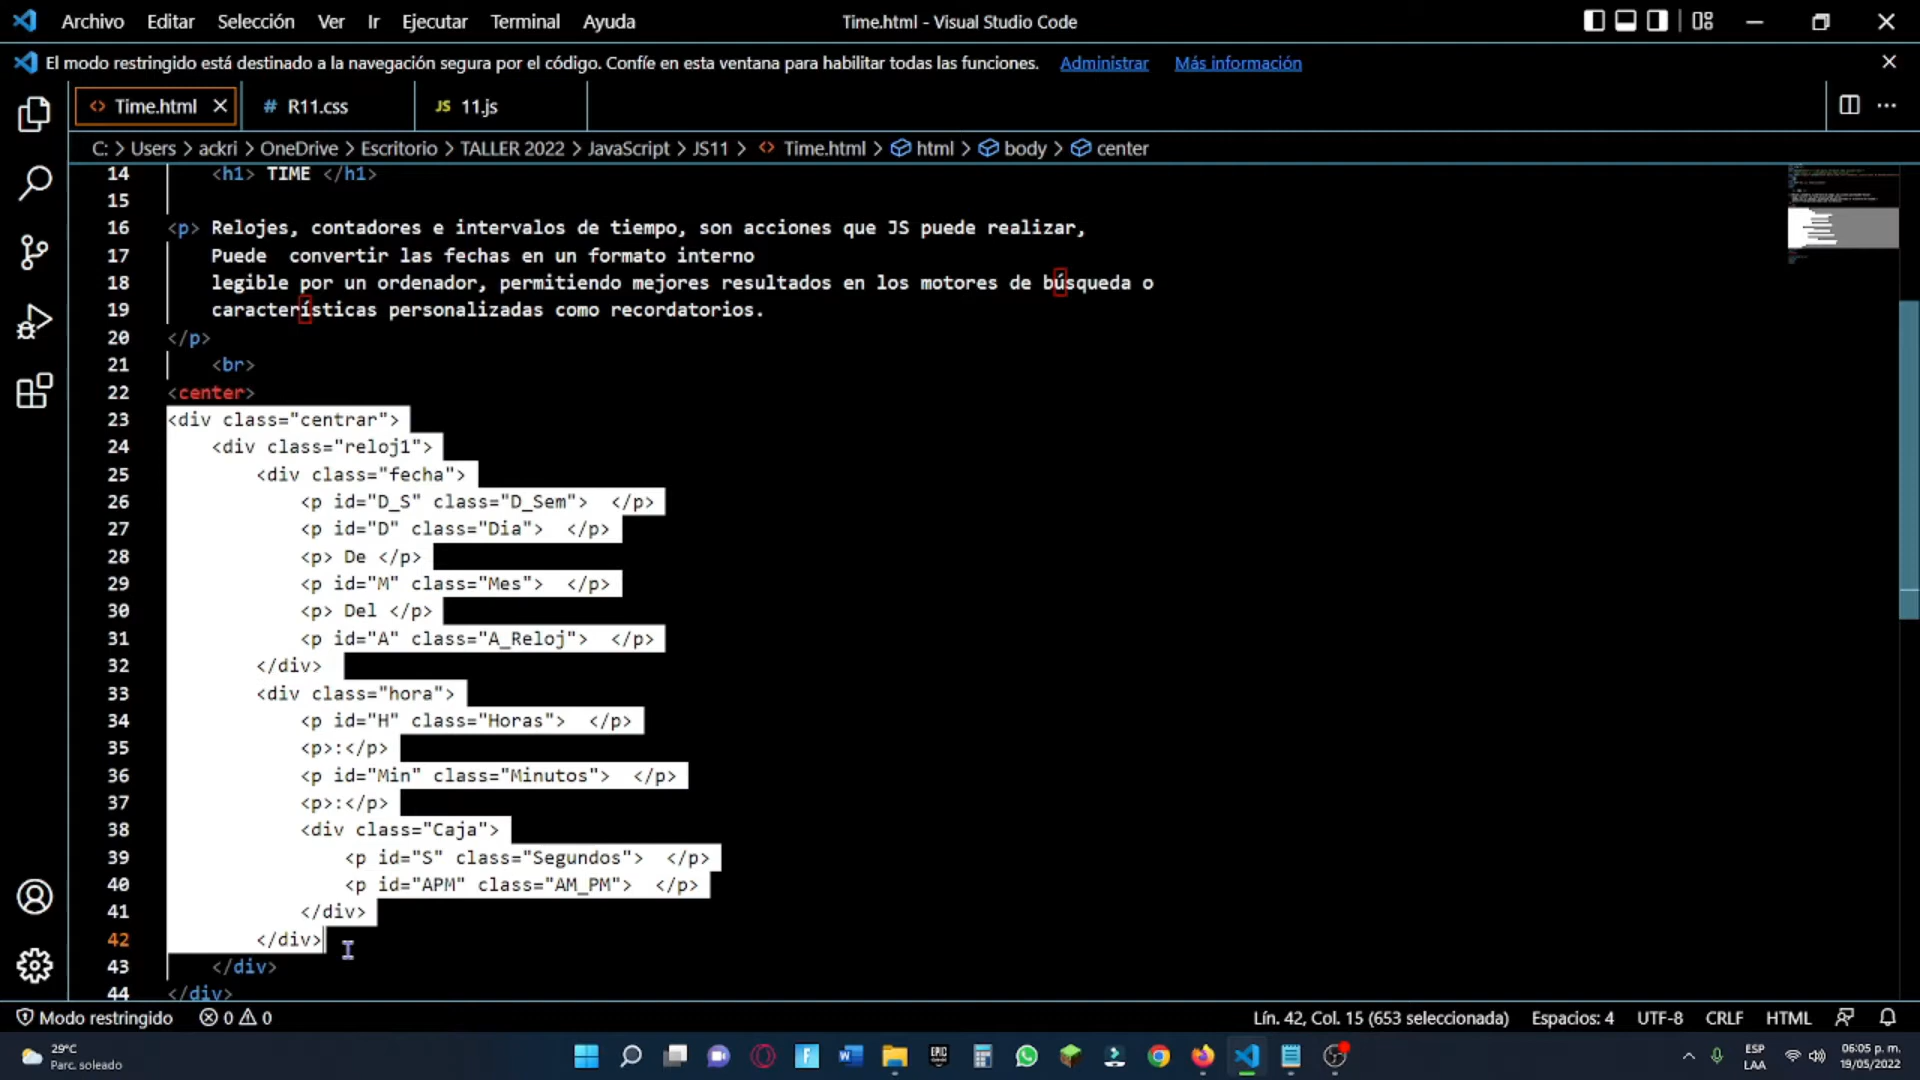 Archivo Editar Selección Ver Ir Ejecutar Terminal Ayuda
Time.html - Visual Studio Code
El modo restringido está destinado a la navegación segura por el código. Confíe en esta ventana para habilitar todas las funciones. Administrar Más información
<> Time.html # R11.css JS 11.js
C: > Users > ackri > OneDrive > Escritorio > TALLER 2022 > JavaScript > JS11 > <> Time.html > html > body > center
14 <h1> TIME </h1>
15
16 <p> Relojes, contadores e intervalos de tiempo, son acciones que JS puede realizar,
17 Puede  convertir las fechas en un formato interno
18 legible por un ordenador, permitiendo mejores resultados en los motores de búsqueda o
19 características personalizadas como recordatorios.
20 </p>
21 <br>
22 <center>
23 <div class="centrar">
24 <div class="reloj1">
25 <div class="fecha">
26 <p id="D_S" class="D_Sem">  </p>
27 <p id="D" class="Dia">  </p>
28 <p> De </p>
29 <p id="M" class="Mes">  </p>
30 <p> Del </p>
31 <p id="A" class="A_Reloj">  </p>
32 </div>
33 <div class="hora">
34 <p id="H" class="Horas">  </p>
35 <p>:</p>
36 <p id="Min" class="Minutos">  </p>
37 <p>:</p>
38 <div class="Caja">
39 <p id="S" class="Segundos">  </p>
40 <p id="APM" class="AM_PM">  </p>
41 </div>
42 </div>
43 </div>
44 </div>
Modo restringido 0 0
Lín. 42, Col. 15 (653 seleccionada) Espacios: 4 UTF-8 CRLF HTML
29°C
Parc. soleado
EPIC
ESP
LAA
06:05 p. m.
19/05/2022